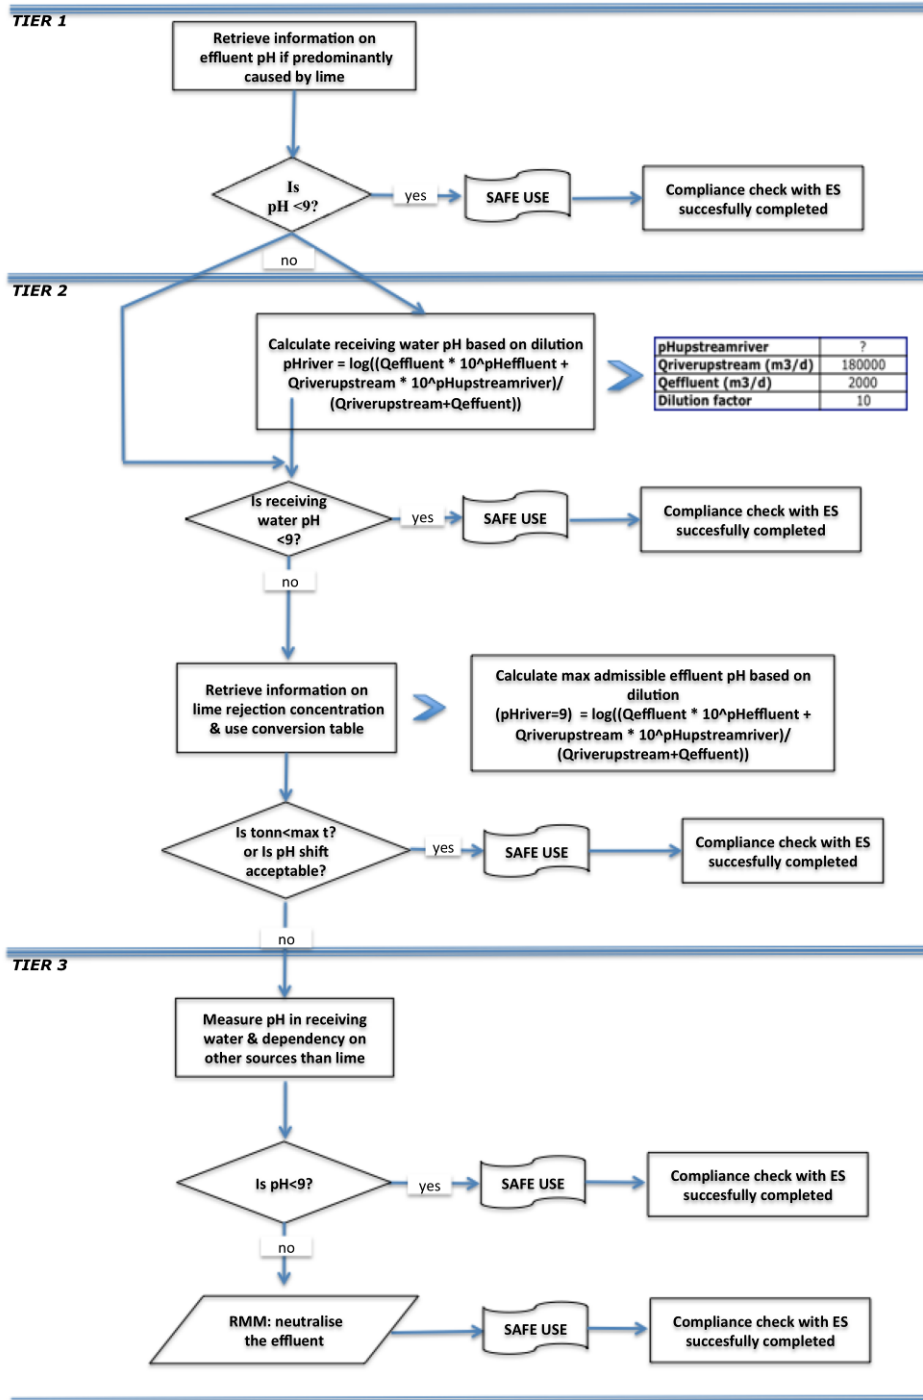 TIER 1
Retrieve information on
effluent pH if predominantly
caused by lime
Is
pH <9?
yes
SAFE USE
Compliance check with ES
succesfully completed
no
TIER 2
Calculate receiving water pH based on dilution
pHriver = log((Qeffluent * 10^pHeffluent +
Qriverupstream * 10^pHupstreamriver)/
(Qriverupstream+Qeffuent))
pHupstreamriver ?
Qriverupstream (m3/d) 180000
Qeffluent (m3/d) 2000
Dilution factor 10
Is receiving
water pH
<9?
yes
SAFE USE
Compliance check with ES
succesfully completed
no
Retrieve information on
lime rejection concentration
& use conversion table
Calculate max admissible effluent pH based on
dilution
(pHriver=9) = log((Qeffluent * 10^pHeffluent +
Qriverupstream * 10^pHupstreamriver)/
(Qriverupstream+Qeffuent))
Is tonn<max t?
or Is pH shift
acceptable?
yes
SAFE USE
Compliance check with ES
succesfully completed
no
TIER 3
Measure pH in receiving
water & dependency on
other sources than lime
Is pH<9?
yes
SAFE USE
Compliance check with ES
succesfully completed
no
RMM: neutralise
the effluent
SAFE USE
Compliance check with ES
succesfully completed